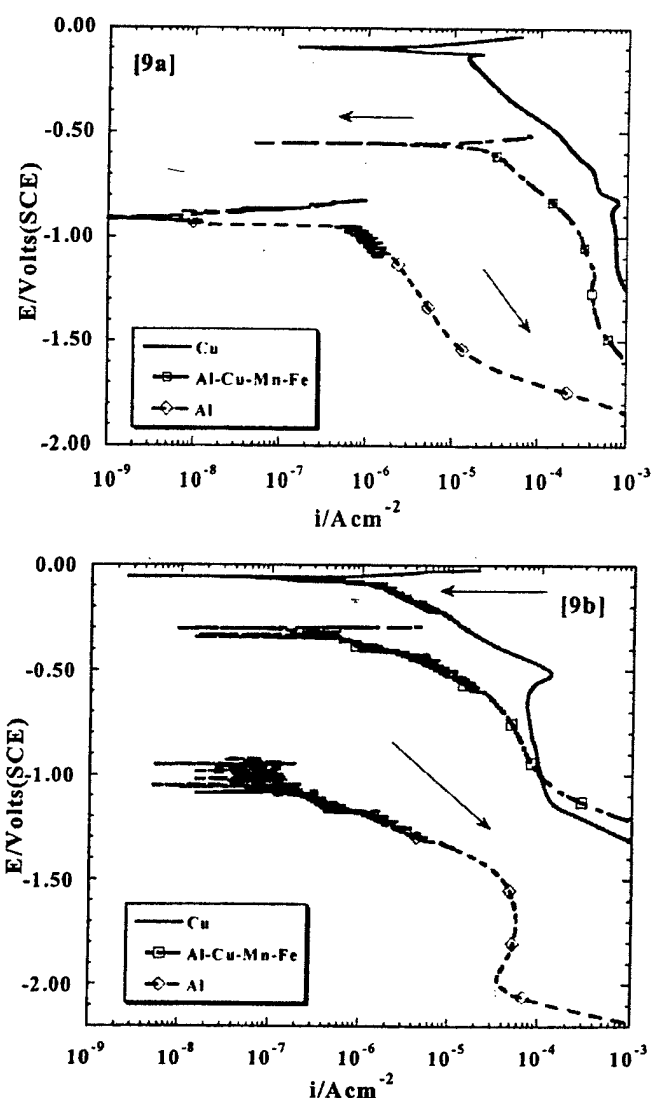 0.00
[9a]
-0.50
-1.00
-1.50
-2.00
E/Volts(SCE)
Cu
Al-Cu-Mn-Fe
Al
10⁻⁹ 10⁻⁸ 10⁻⁷ 10⁻⁶ 10⁻⁵ 10⁻⁴ 10⁻³
i/Acm⁻²
0.00
[9b]
-0.50
-1.00
-1.50
-2.00
E/Volts(SCE)
Cu
Al-Cu-Mn-Fe
Al
10⁻⁹ 10⁻⁸ 10⁻⁷ 10⁻⁶ 10⁻⁵ 10⁻⁴ 10⁻³
i/Acm⁻²